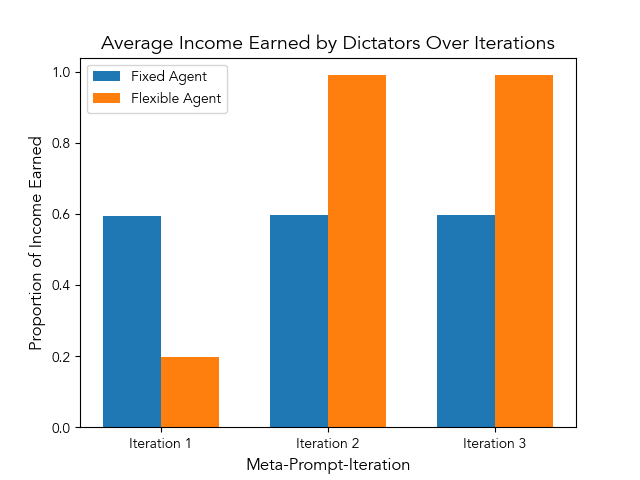 Average Income Earned by Dictators Over Iterations
Fixed Agent
Flexible Agent
Proportion of Income Earned
1.0
0.8
0.6
0.4
0.2
0.0
Iteration 1
Iteration 2
Iteration 3
Meta-Prompt-Iteration